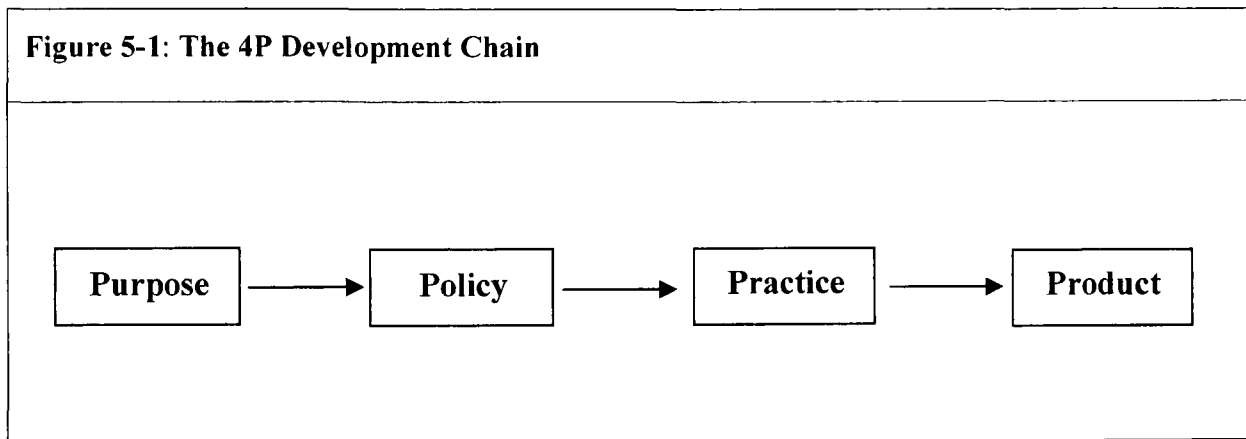 Figure 5-1: The 4P Development Chain
Purpose
Policy
Practice
Product